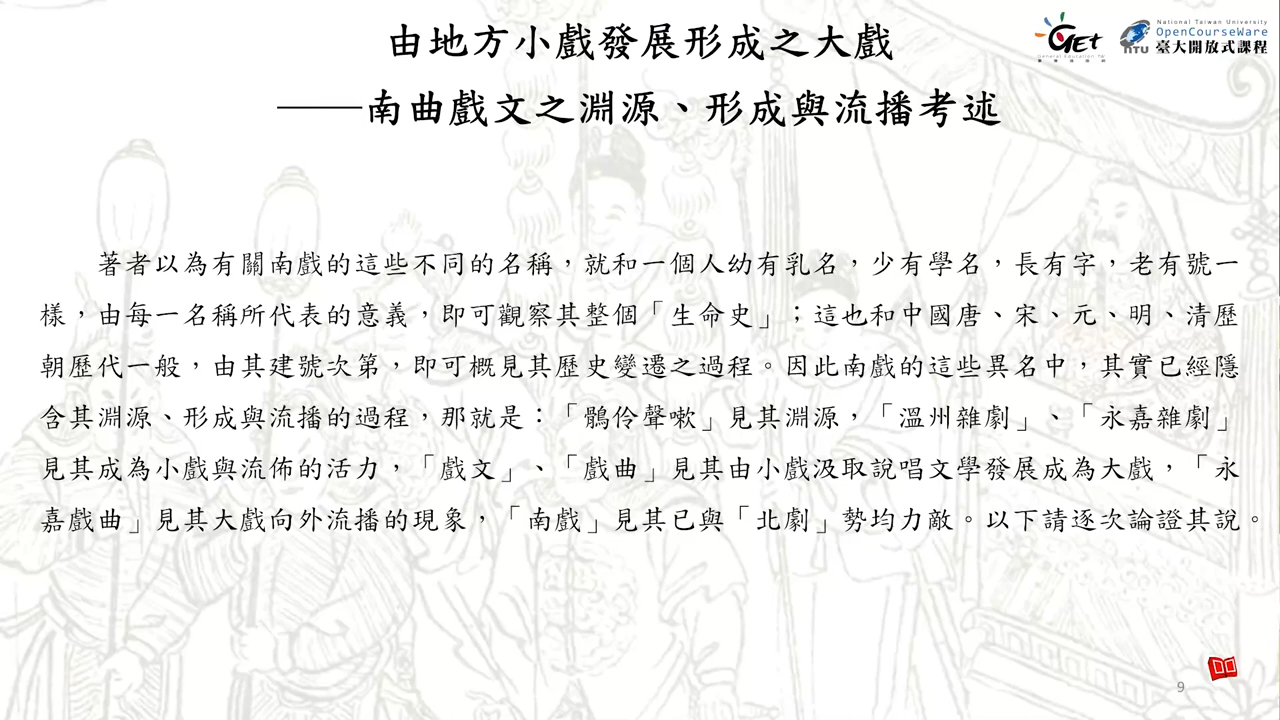 由地方小戲發展形成之大戲
——南曲戲文之淵源、形成與流播考述
GET
General Education TW
NTU
National Taiwan University
OpenCourseWare
臺大開放式課程
著者以為有關南戲的這些不同的名稱，就和一個人幼有乳名，少有學名，長有字，老有號一
樣，由每一名稱所代表的意義，即可觀察其整個「生命史」；這也和中國唐、宋、元、明、清歷
朝歷代一般，由其建號次第，即可概見其歷史變遷之過程。因此南戲的這些異名中，其實已經隱
含其淵源、形成與流播的過程，那就是：「鶻伶聲嗽」見其淵源，「溫州雜劇」、「永嘉雜劇」
見其成為小戲與流佈的活力，「戲文」、「戲曲」見其由小戲汲取說唱文學發展成為大戲，「永
嘉戲曲」見其大戲向外流播的現象，「南戲」見其已與「北劇」勢均力敵。以下請逐次論證其說。
9